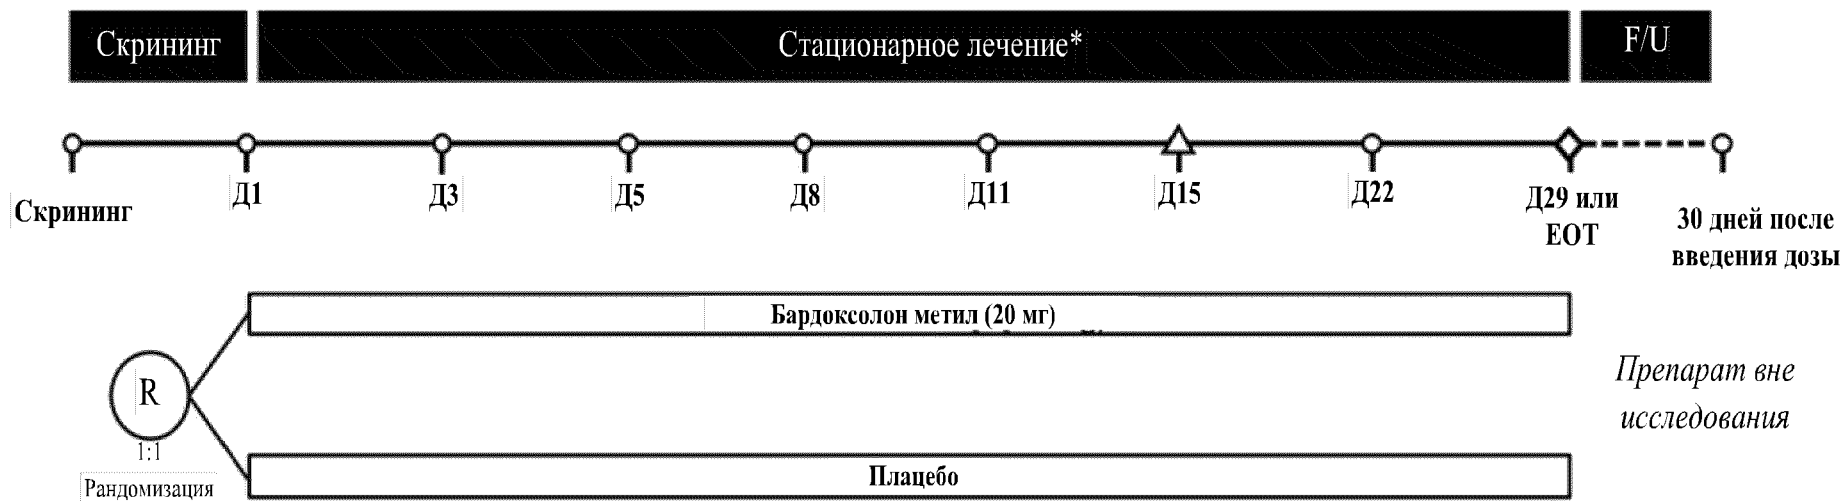 Скрининг
Стационарное лечение*
F/U
Скрининг
Д1
Д3
Д5
Д8
Д11
Д15
Д22
Д29 или
ЕОТ
30 дней после
введения дозы
Бардоксолон метил (20 мг)
R
1:1
Рандомизация
Препарат вне
исследования
Плацебо